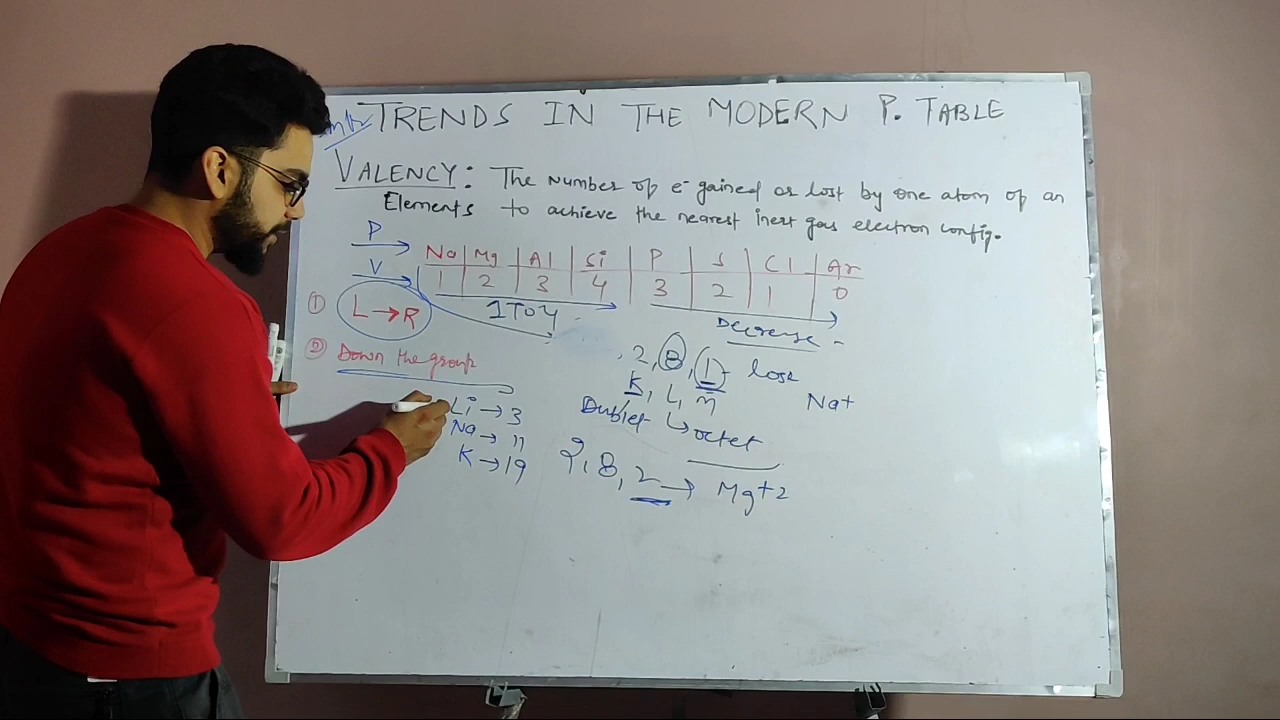 TRENDS IN THE MODERN P. TABLE
VALENCY: The Number of e⁻ gained or lost by one atom of an
Elements to achieve the nearest inert gas electron config.
P →
V →
Na | Mg | Al | Si | P | S | Cl | Ar
1 | 2 | 3 | 4 | 3 | 2 | 1 | 0
1 TO 4
Decrease
① L → R
② Down the group
2, 8, 1 - lose
K, L, M
Na+
Duplet ↳ octet
Li → 3
Na → 11
K → 19
2, 8, 2 → Mg+2